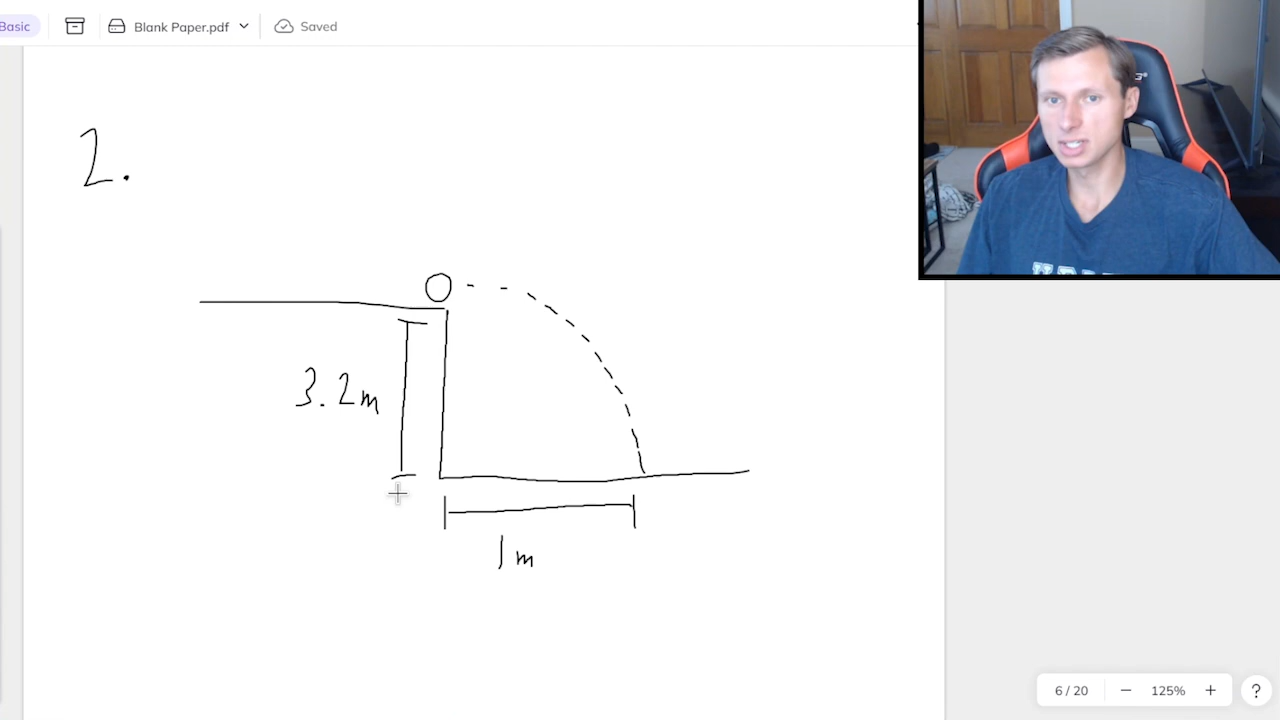 Basic
Blank Paper.pdf
Saved
2.
3.2m
1m
6 / 20
125%
?